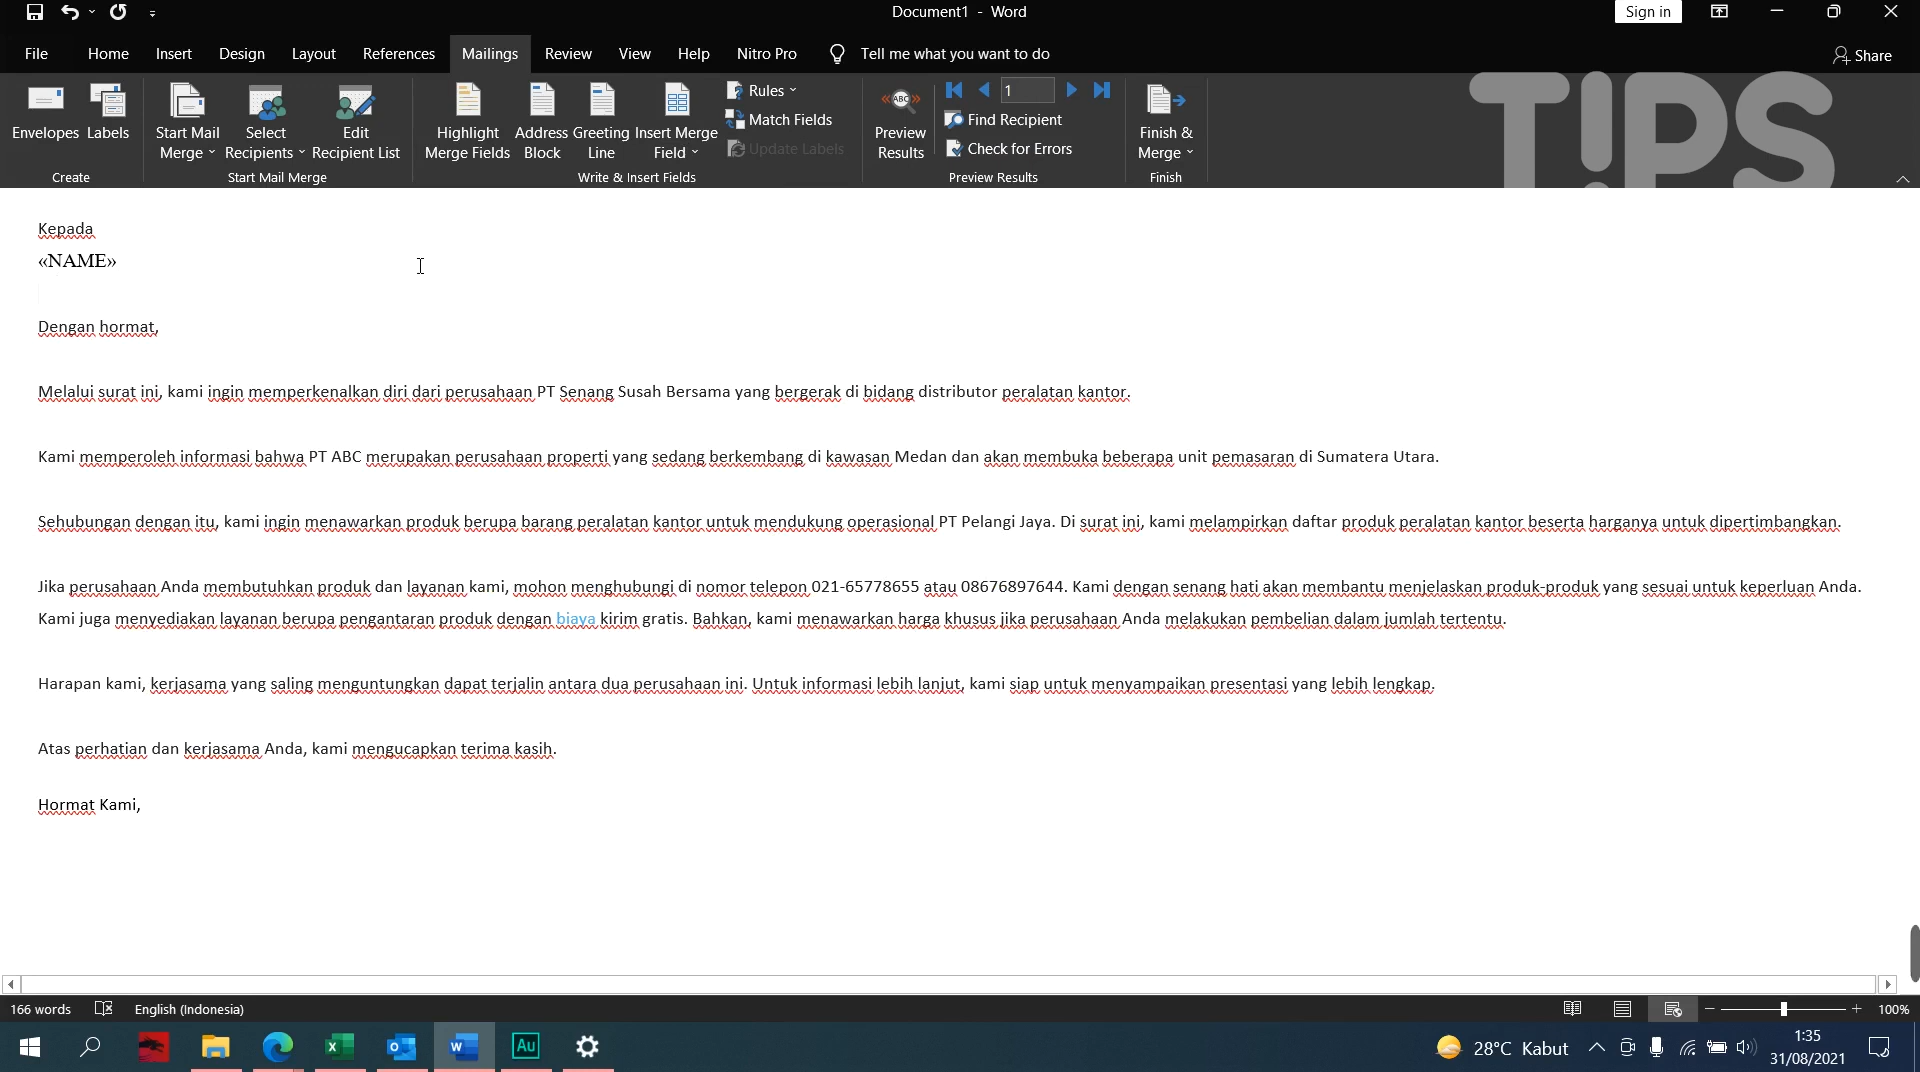 Document1 - Word
Sign in
File Home Insert Design Layout References Mailings Review View Help Nitro Pro Tell me what you want to do
Share
TiPS
Envelopes Labels
Create
Start Mail Merge
Select Recipients
Edit Recipient List
Start Mail Merge
Highlight Merge Fields
Address Block
Greeting Line
Insert Merge Field
Rules
Match Fields
Update Labels
Write & Insert Fields
«ABC»
Preview Results
1
Find Recipient
Check for Errors
Preview Results
Finish & Merge
Finish
Kepada
«NAME»
Dengan hormat,
Melalui surat ini, kami ingin memperkenalkan diri dari perusahaan PT Senang Susah Bersama yang bergerak di bidang distributor peralatan kantor.
Kami memperoleh informasi bahwa PT ABC merupakan perusahaan properti yang sedang berkembang di kawasan Medan dan akan membuka beberapa unit pemasaran di Sumatera Utara.
Sehubungan dengan itu, kami ingin menawarkan produk berupa barang peralatan kantor untuk mendukung operasional PT Pelangi Jaya. Di surat ini, kami melampirkan daftar produk peralatan kantor beserta harganya untuk dipertimbangkan.
Jika perusahaan Anda membutuhkan produk dan layanan kami, mohon menghubungi di nomor telepon 021-65778655 atau 08676897644. Kami dengan senang hati akan membantu menjelaskan produk-produk yang sesuai untuk keperluan Anda.
Kami juga menyediakan layanan berupa pengantaran produk dengan biaya kirim gratis. Bahkan, kami menawarkan harga khusus jika perusahaan Anda melakukan pembelian dalam jumlah tertentu.
Harapan kami, kerjasama yang saling menguntungkan dapat terjalin antara dua perusahaan ini. Untuk informasi lebih lanjut, kami siap untuk menyampaikan presentasi yang lebih lengkap.
Atas perhatian dan kerjasama Anda, kami mengucapkan terima kasih.
Hormat Kami,
166 words English (Indonesia) 100%
Au
28°C Kabut
1:35
31/08/2021